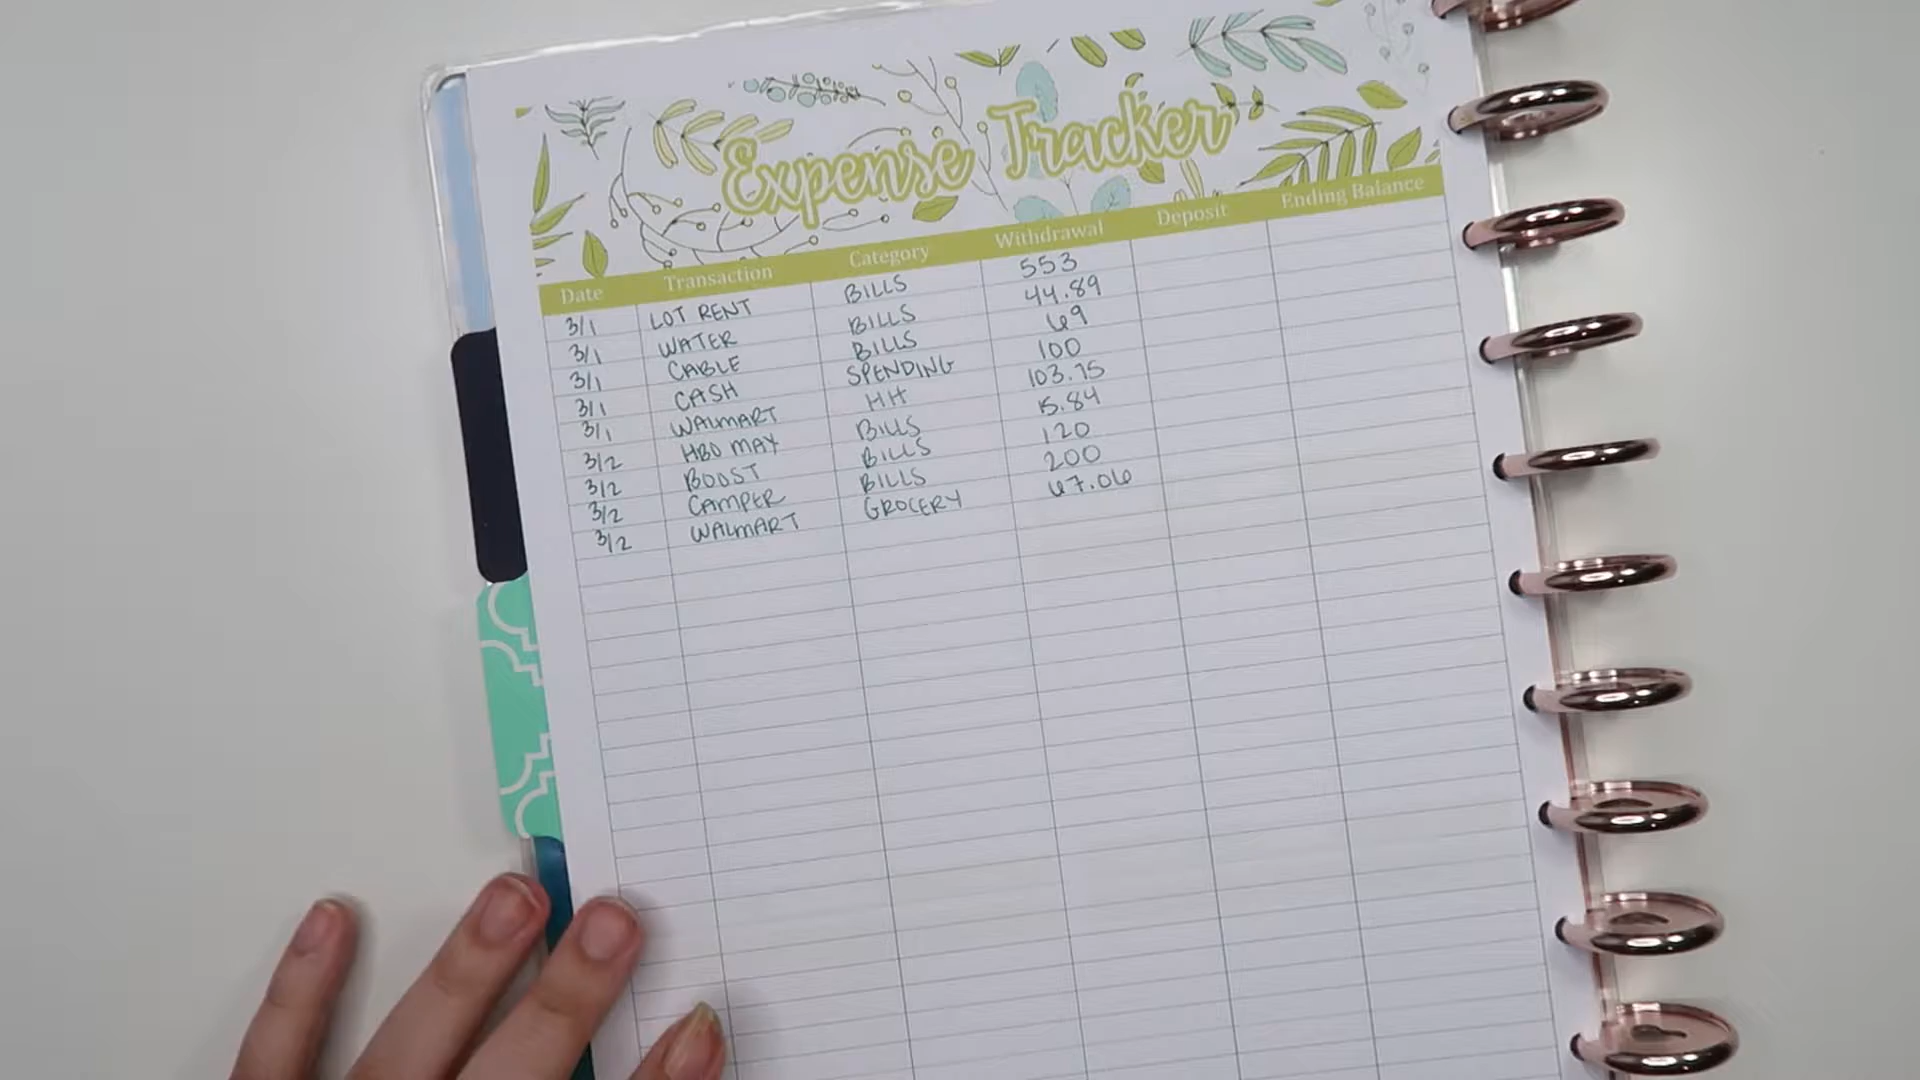 Expense Tracker
Date Transaction Category Withdrawal Deposit Ending Balance
3/1 LOT RENT BILLS 553
3/1 WATER BILLS 44.89
3/1 CABLE BILLS 69
3/1 CASH SPENDING 100
3/1 WALMART HH 103.75
3/2 HBO MAY BILLS 15.84
3/2 BOOST BILLS 120
3/2 CAMPER BILLS 200
3/2 WALMART GROCERY 67.06